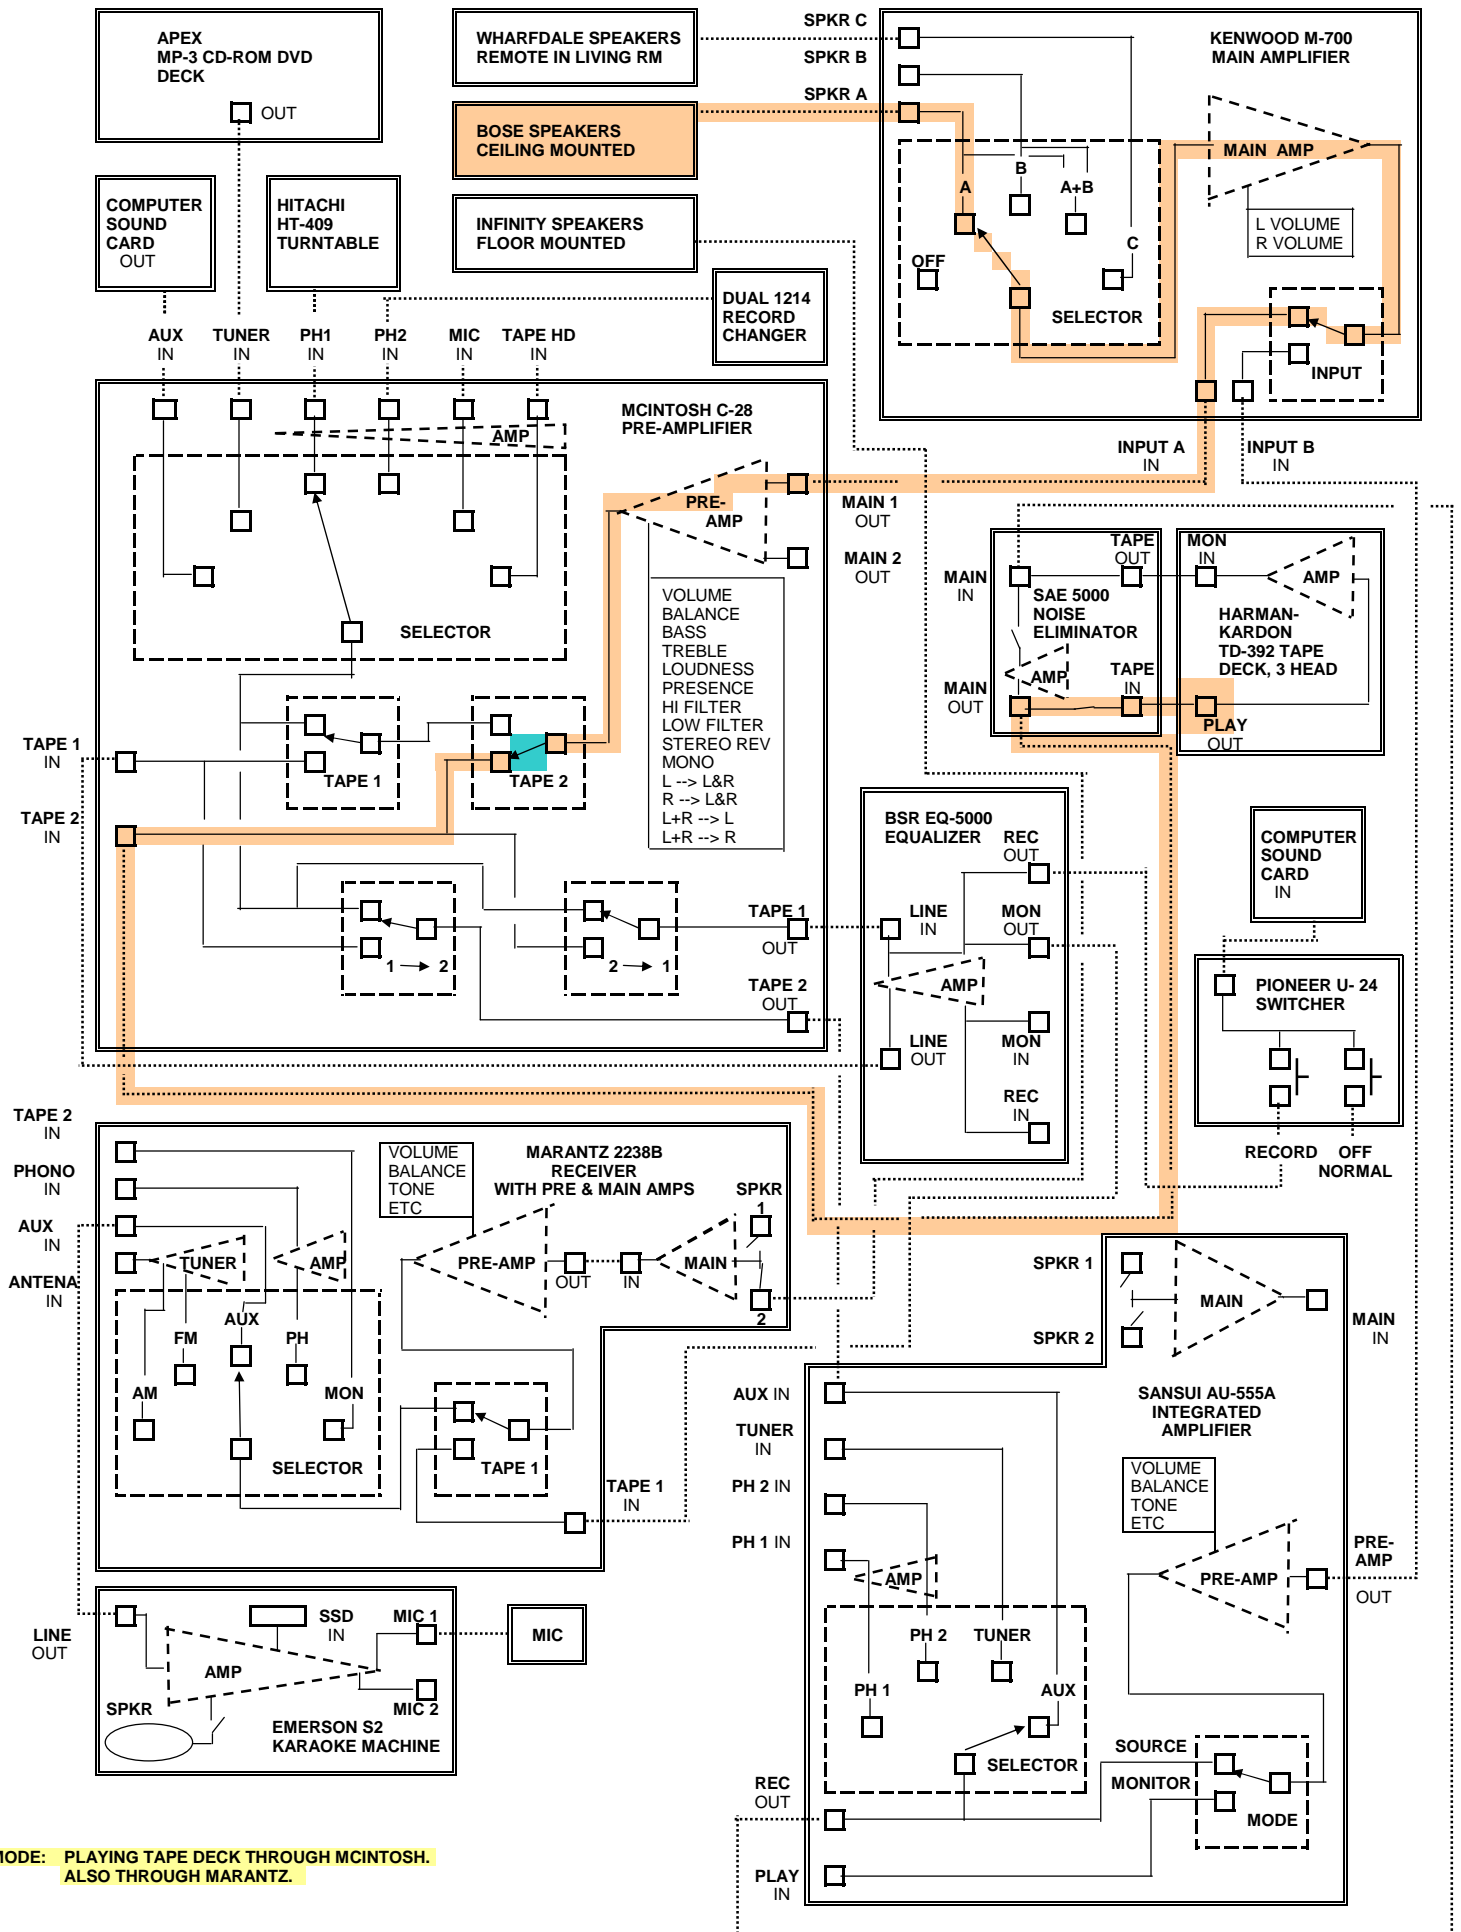 APEX
MP-3 CD-ROM DVD
DECK
OUT
WHARFDALE SPEAKERS
REMOTE IN LIVING RM
BOSE SPEAKERS
CEILING MOUNTED
INFINITY SPEAKERS
FLOOR MOUNTED
SPKR C
SPKR B
SPKR A
KENWOOD M-700
MAIN AMPLIFIER
MAIN AMP
L VOLUME
R VOLUME
A
B
A+B
C
OFF
SELECTOR
INPUT
INPUT A
IN
INPUT B
IN
COMPUTER
SOUND
CARD
OUT
HITACHI
HT-409
TURNTABLE
DUAL 1214
RECORD
CHANGER
AUX
IN
TUNER
IN
PH1
IN
PH2
IN
MIC
IN
TAPE HD
IN
MCINTOSH C-28
PRE-AMPLIFIER
AMP
SELECTOR
PRE-
AMP
MAIN 1
OUT
MAIN 2
OUT
VOLUME
BALANCE
BASS
TREBLE
LOUDNESS
PRESENCE
HI FILTER
LOW FILTER
STEREO REV
MONO
L --> L&R
R --> L&R
L+R --> L
L+R --> R
TAPE 1
TAPE 2
TAPE 1
IN
TAPE 2
IN
1 → 2
2 → 1
TAPE 1
OUT
TAPE 2
OUT
MAIN
IN
TAPE
OUT
SAE 5000
NOISE
ELIMINATOR
AMP
MAIN
OUT
TAPE
IN
MON
IN
AMP
HARMAN-
KARDON
TD-392 TAPE
DECK, 3 HEAD
PLAY
OUT
BSR EQ-5000
EQUALIZER
REC
OUT
LINE
IN
MON
OUT
AMP
LINE
OUT
MON
IN
REC
IN
COMPUTER
SOUND
CARD
IN
PIONEER U- 24
SWITCHER
RECORD
OFF
NORMAL
TAPE 2
IN
PHONO
IN
AUX
IN
ANTENA
IN
VOLUME
BALANCE
TONE
ETC
MARANTZ 2238B
RECEIVER
WITH PRE & MAIN AMPS
SPKR
1
2
TUNER
AMP
PRE-AMP
OUT
IN
MAIN
AM
FM
AUX
PH
MON
SELECTOR
TAPE 1
TAPE 1
IN
LINE
OUT
SSD
IN
MIC 1
MIC 2
AMP
SPKR
EMERSON S2
KARAOKE MACHINE
MIC
SPKR 1
SPKR 2
MAIN
MAIN
IN
SANSUI AU-555A
INTEGRATED
AMPLIFIER
AUX IN
TUNER
IN
PH 2 IN
PH 1 IN
AMP
VOLUME
BALANCE
TONE
ETC
PRE-AMP
PRE-
AMP
OUT
PH 1
PH 2
TUNER
AUX
SELECTOR
SOURCE
MONITOR
MODE
REC
OUT
PLAY
IN
MODE: PLAYING TAPE DECK THROUGH MCINTOSH.
ALSO THROUGH MARANTZ.